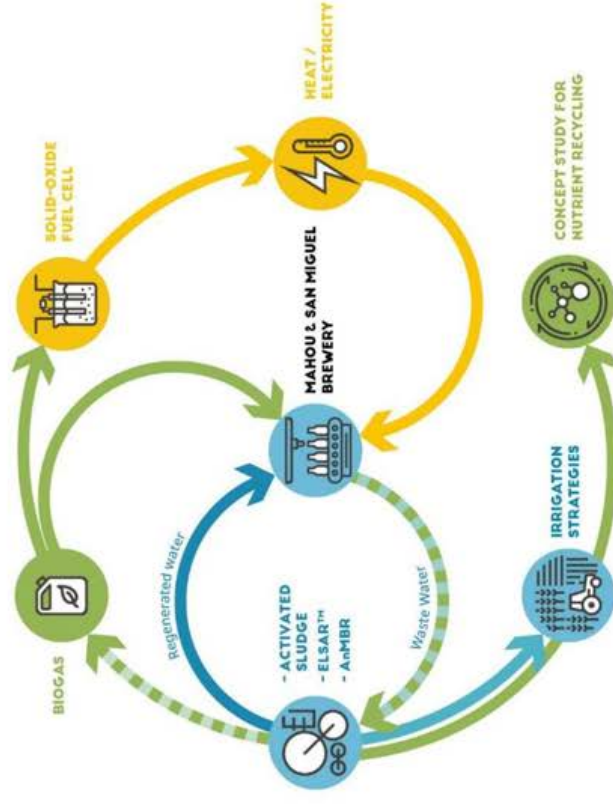 BIOGAS
SOLID-OXIDE
FUEL CELL
HEAT /
ELECTRICITY
Regenerated water
MAHOU & SAN MIGUEL
BREWERY
- ACTIVATED
SLUDGE
- ELSAR™
- AnMBR
Waste Water
IRRIGATION
STRATEGIES
CONCEPT STUDY FOR
NUTRIENT RECYCLING